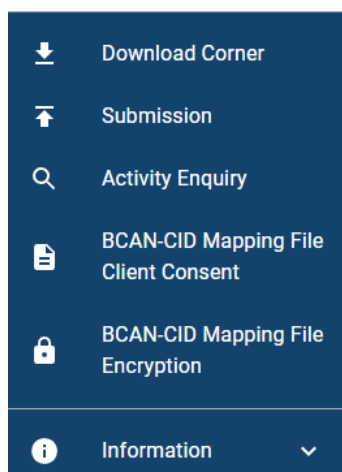 Download Corner
Submission
Activity Enquiry
BCAN-CID Mapping File
Client Consent
BCAN-CID Mapping File
Encryption
Information